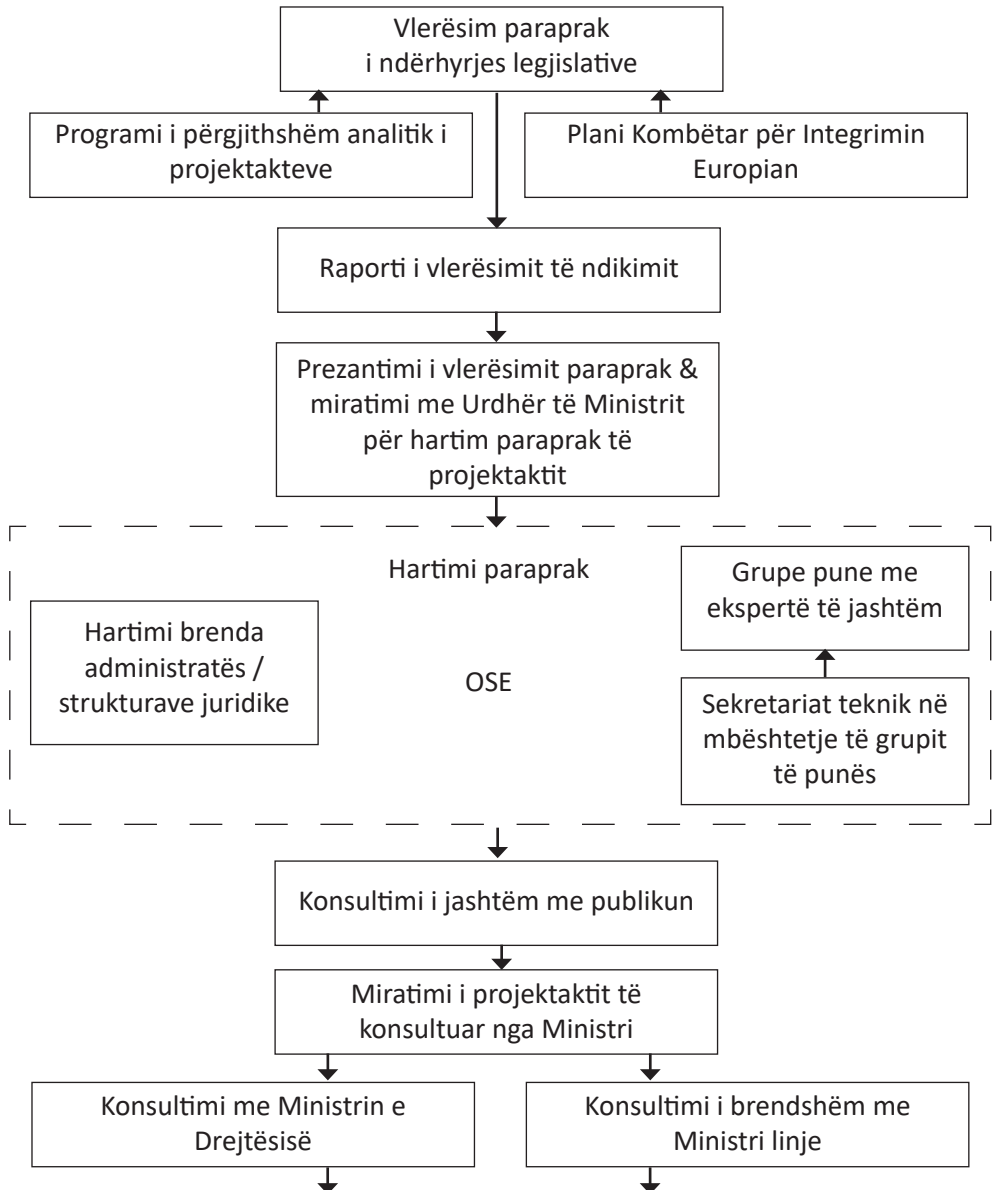 Vlerësim paraprak
i ndërhyrjes legjislative
Programi i përgjithshëm analitik i
projektakteve
Plani Kombëtar për Integrimin
Europian
Raporti i vlerësimit të ndikimit
Prezantimi i vlerësimit paraprak &
miratimi me Urdhër të Ministrit
për hartim paraprak të
projektaktit
Hartimi paraprak
Hartimi brenda
administratës /
strukturave juridike
OSE
Grupe pune me
ekspertë të jashtëm
Sekretariat teknik në
mbështetje të grupit
të punës
Konsultimi i jashtëm me publikun
Miratimi i projektaktit të
konsultuar nga Ministri
Konsultimi me Ministrin e
Drejtësisë
Konsultimi i brendshëm me
Ministri linje